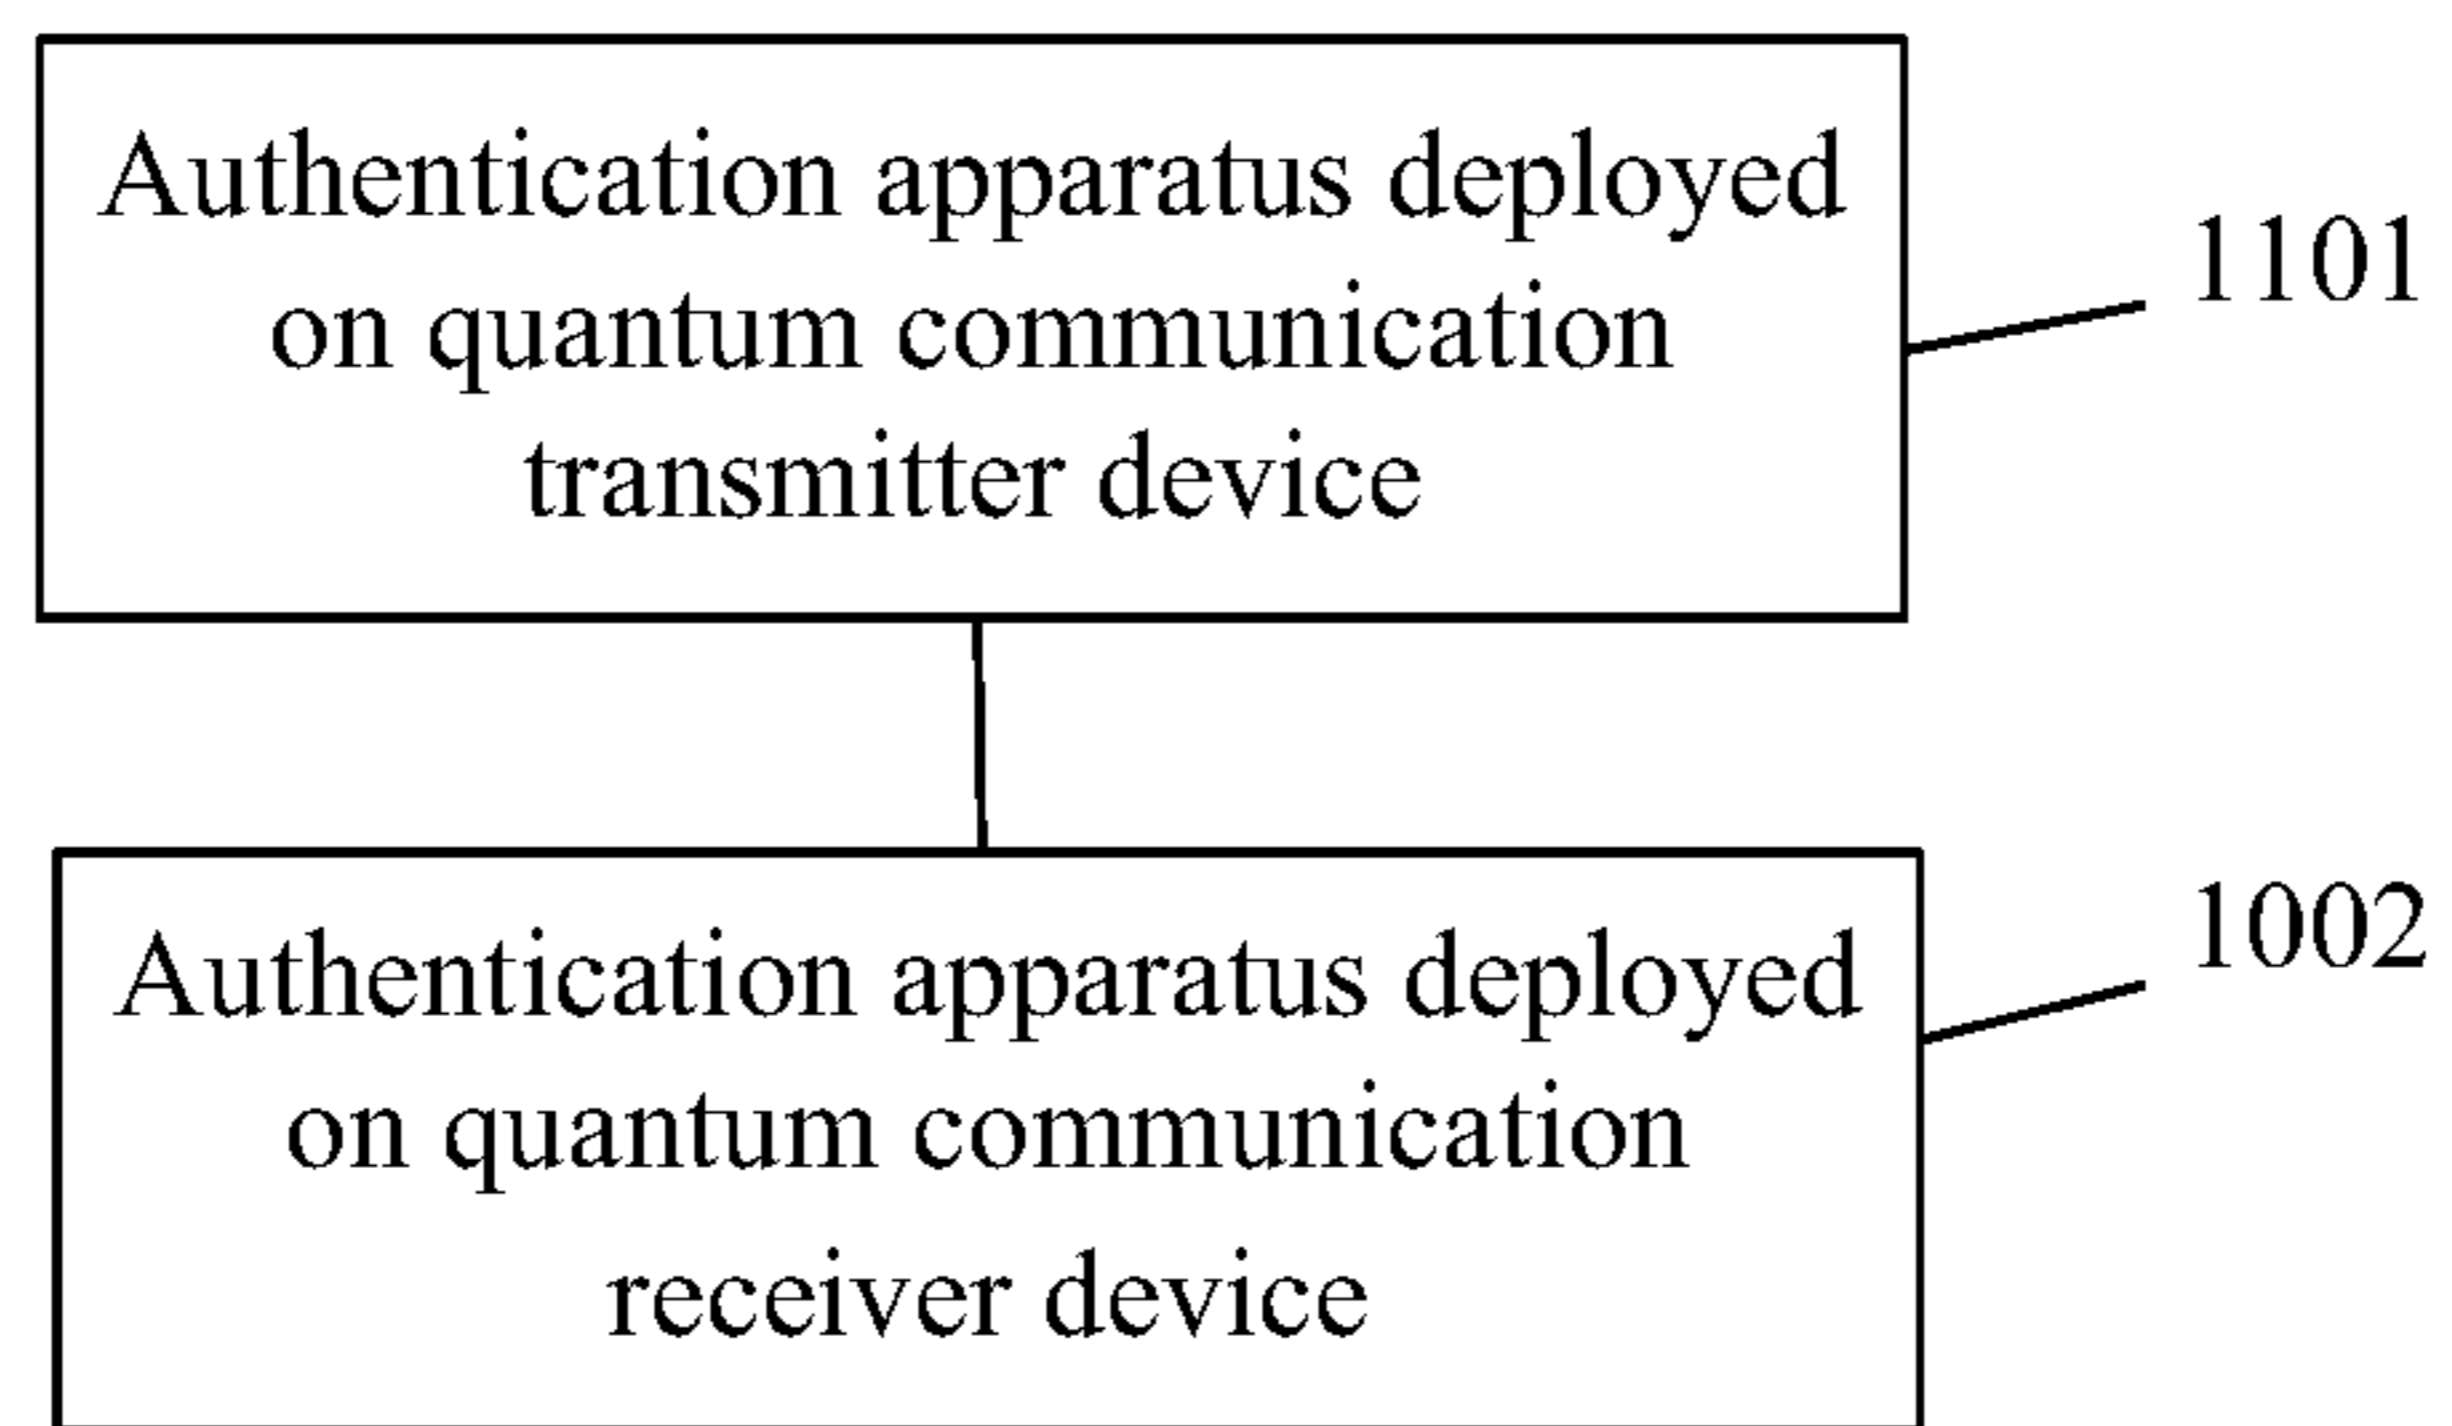 Authentication apparatus deployed
on quantum communication
transmitter device
1101
Authentication apparatus deployed
on quantum communication
receiver device
1002